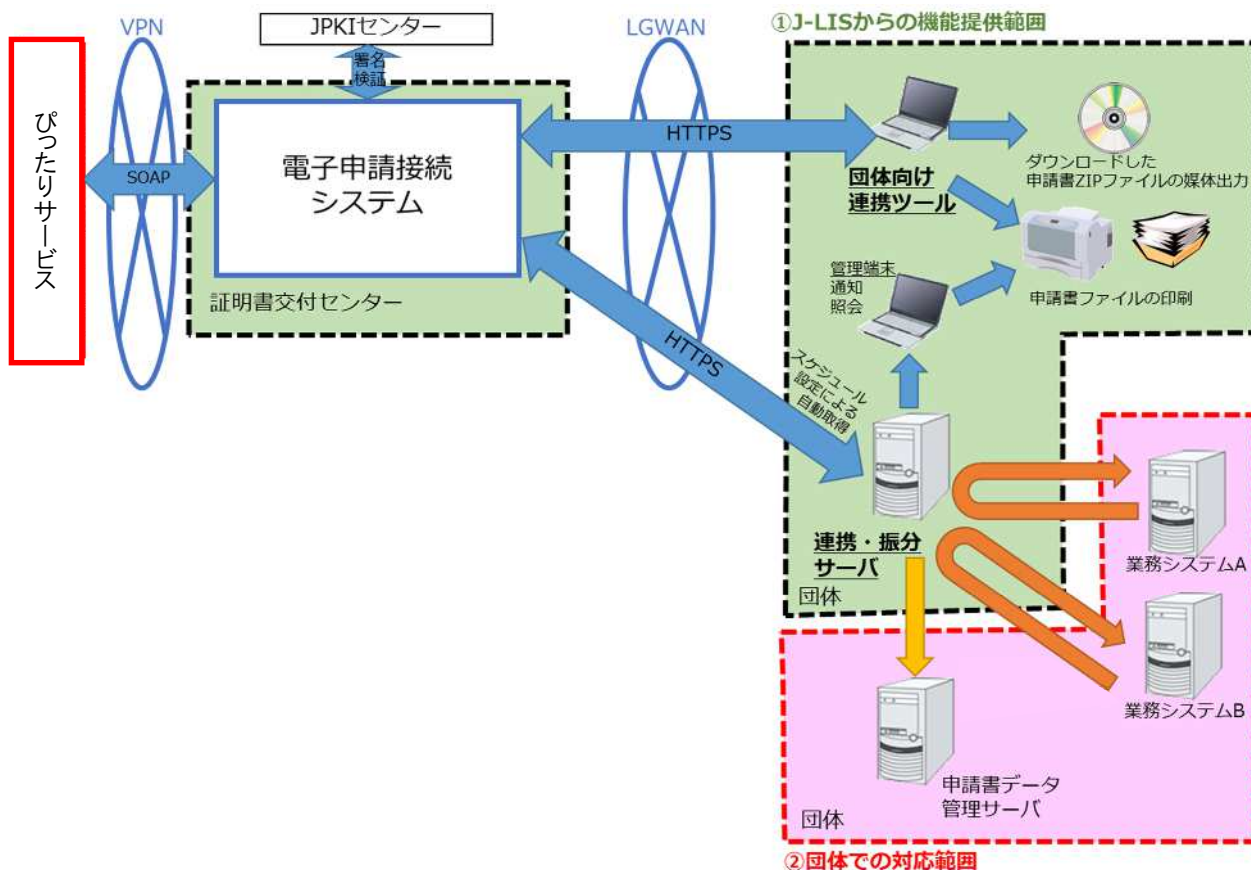 VPN
JPKIセンター
LGWAN
①J-LISからの機能提供範囲
署名
検証
ぴったりサービス
SOAP
電子申請接続
システム
証明書交付センター
HTTPS
団体向け
連携ツール
ダウンロードした
申請書ZIPファイルの媒体出力
管理端末
通知
照会
申請書ファイルの印刷
HTTPS
スケジュール
設定による
自動取得
連携・振分
サーバ
団体
業務システムA
業務システムB
申請書データ
管理サーバ
団体
②団体での対応範囲